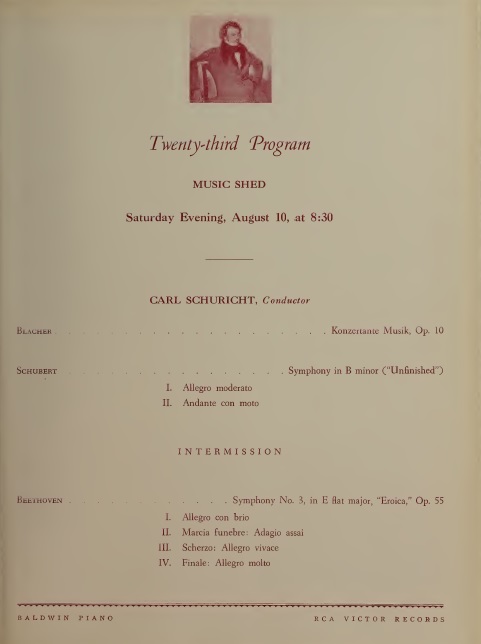 Twenty-third Program
MUSIC SHED
Saturday Evening, August 10, at 8:30
CARL SCHURICHT, Conductor
BLACHER . . . . . . . . . . . . . . . . . . . . Konzertante Musik, Op. 10
SCHUBERT . . . . . . . . . . . . . . . . . Symphony in B minor ("Unfinished")
I. Allegro moderato
II. Andante con moto
INTERMISSION
BEETHOVEN . . . . . . . . . . . . Symphony No. 3, in E flat major, "Eroica," Op. 55
I. Allegro con brio
II. Marcia funebre: Adagio assai
III. Scherzo: Allegro vivace
IV. Finale: Allegro molto
BALDWIN PIANO RCA VICTOR RECORDS